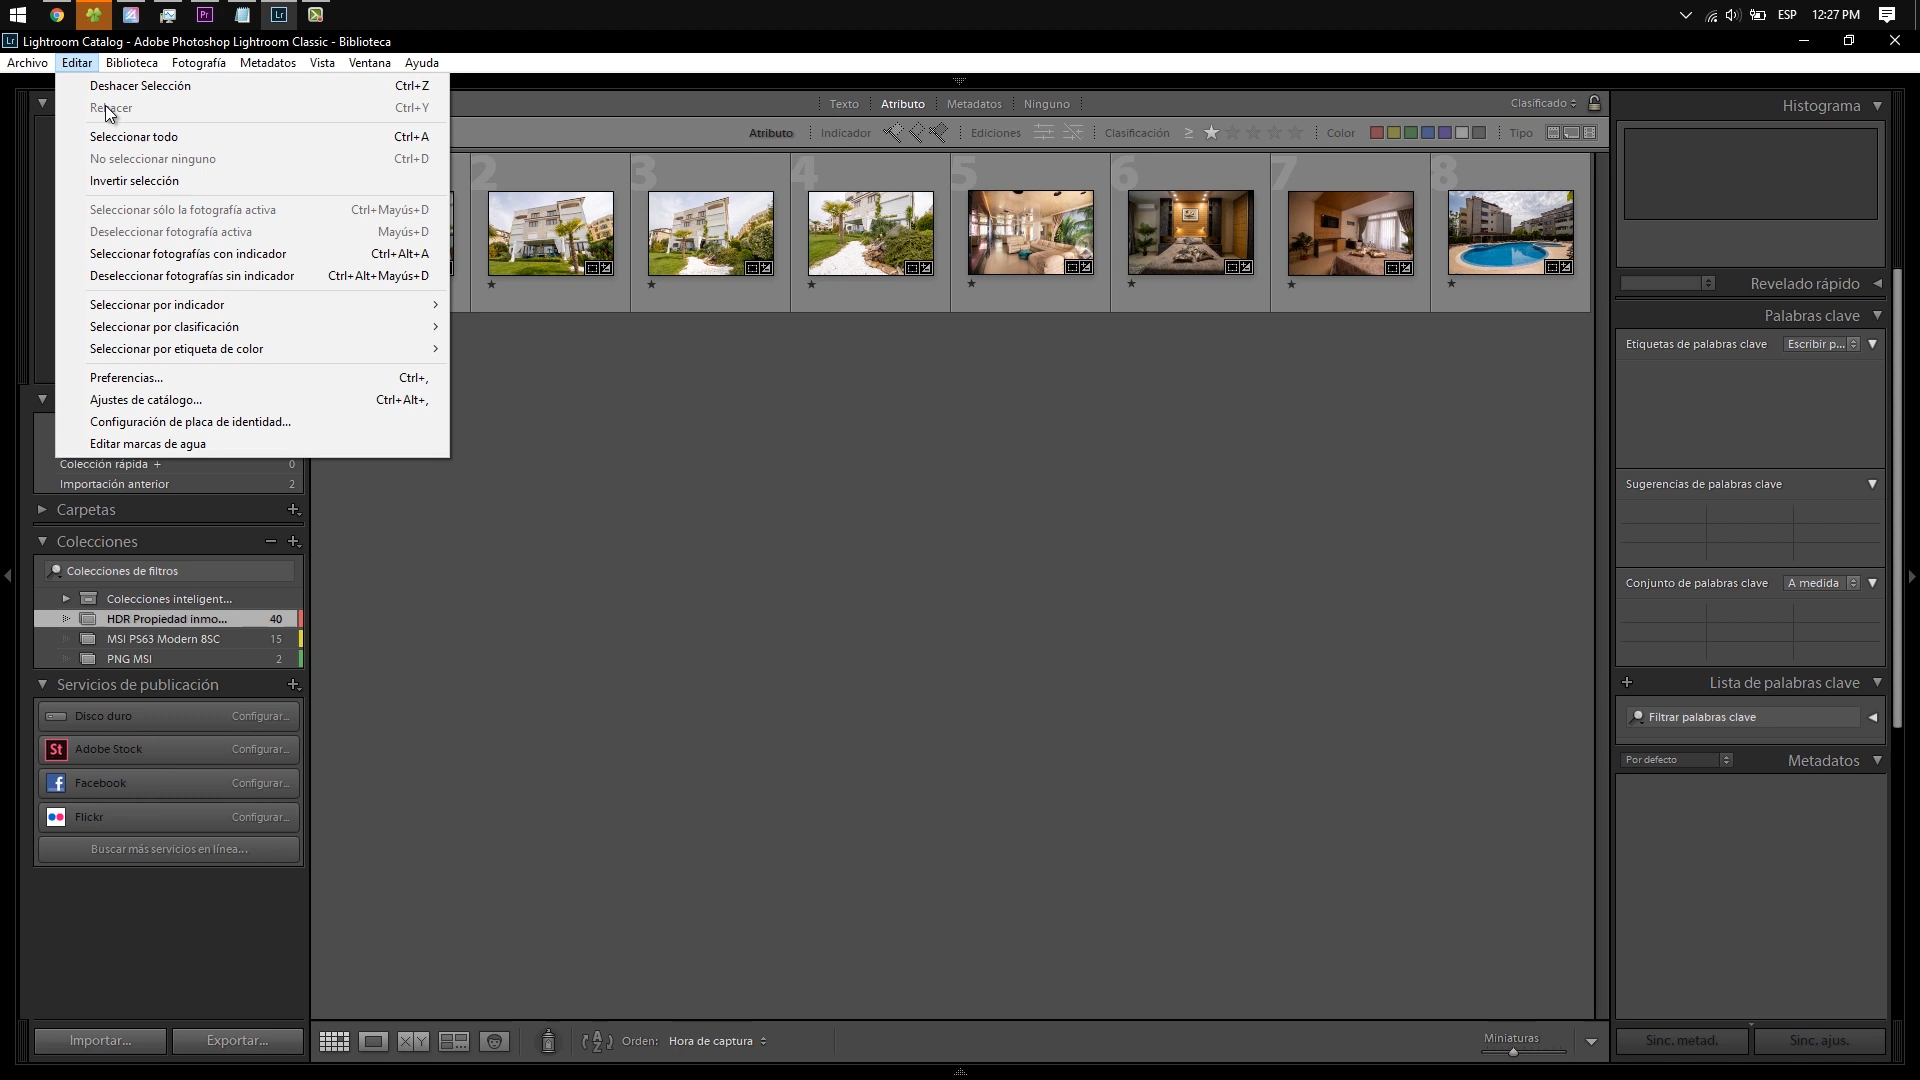 ESP 12:27 PM
Lightroom Catalog - Adobe Photoshop Lightroom Classic - Biblioteca
Archivo Editar Biblioteca Fotografía Metadatos Vista Ventana Ayuda
Deshacer Selección Ctrl+Z
Rehacer Ctrl+Y
Seleccionar todo Ctrl+A
No seleccionar ninguno Ctrl+D
Invertir selección
Seleccionar sólo la fotografía activa Ctrl+Mayús+D
Deseleccionar fotografía activa Mayús+D
Seleccionar fotografías con indicador Ctrl+Alt+A
Deseleccionar fotografías sin indicador Ctrl+Alt+Mayús+D
Seleccionar por indicador
Seleccionar por clasificación
Seleccionar por etiqueta de color
Preferencias... Ctrl+,
Ajustes de catálogo... Ctrl+Alt+,
Configuración de placa de identidad...
Editar marcas de agua
Colección rápida + 0
Importación anterior 2
Carpetas
Colecciones
Colecciones de filtros
Colecciones inteligent...
HDR Propiedad inmo... 40
MSI PS63 Modern 8SC 15
PNG MSI 2
Servicios de publicación
Disco duro Configurar...
St Adobe Stock Configurar...
Facebook Configurar...
Flickr Configurar...
Buscar más servicios en línea...
Importar... Exportar...
Texto Atributo Metadatos Ninguno Clasificado
Atributo Indicador Ediciones Clasificación ≥ Color Tipo
2 3 4 5 6 7 8
Orden: Hora de captura Miniaturas
Histograma
Revelado rápido
Palabras clave
Etiquetas de palabras clave Escribir p...
Sugerencias de palabras clave
Conjunto de palabras clave A medida
Lista de palabras clave
Filtrar palabras clave
Por defecto Metadatos
Sinc. metad. Sinc. ajus.